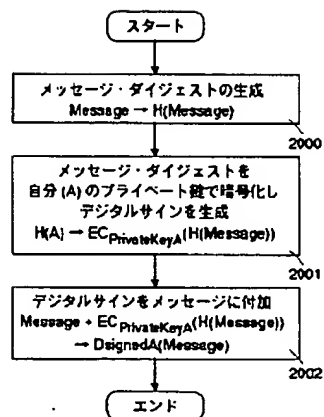 スタート
メッセージ・ダイジェストの生成
Message → H(Message)
2000
メッセージ・ダイジェストを
自分(A)のプライベート鍵で暗号化し
デジタルサインを生成
H(A) → EC_PrivateKeyA(H(Message))
2001
デジタルサインをメッセージに付加
Message + EC_PrivateKeyA(H(Message))
→ DsignedA(Message)
2002
エンド